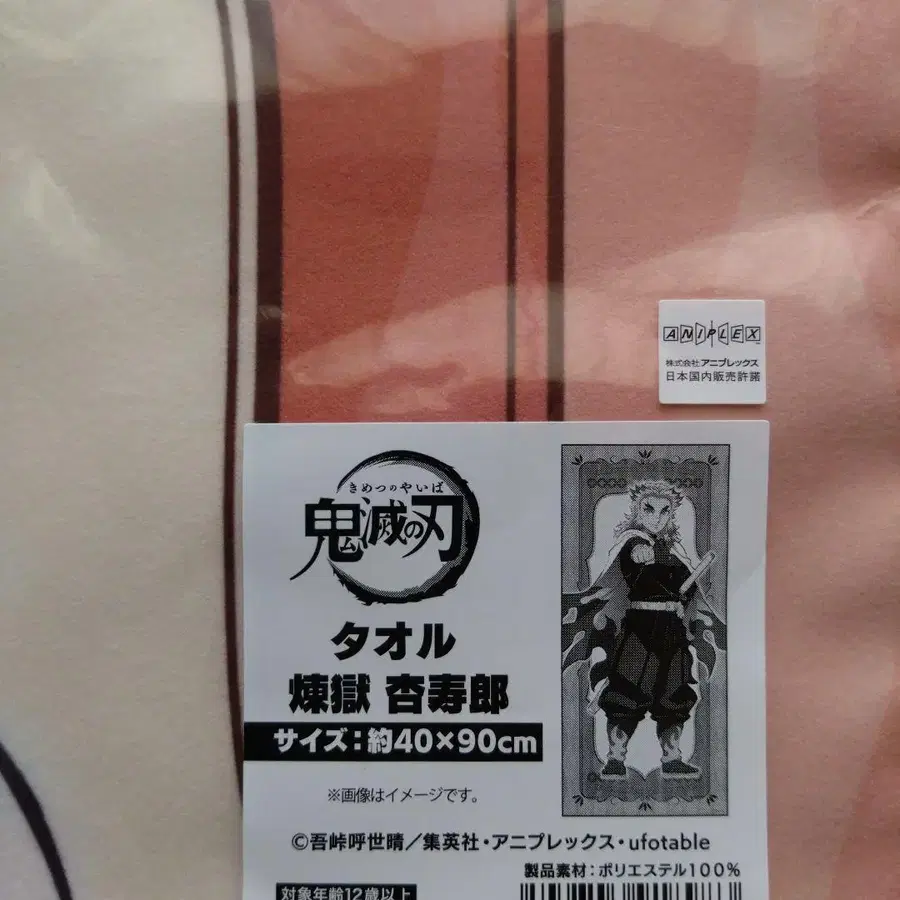 ANIPLEX
株式会社アニプレックス
日本国内販売許諾
きめつのやいば
鬼滅の刃
タオル
煉獄 杏寿郎
サイズ:約40×90cm
※画像はイメージです。
©吾峠呼世晴/集英社・アニプレックス・ufotable
製品素材:ポリエステル100%
対象年齢12歳以上